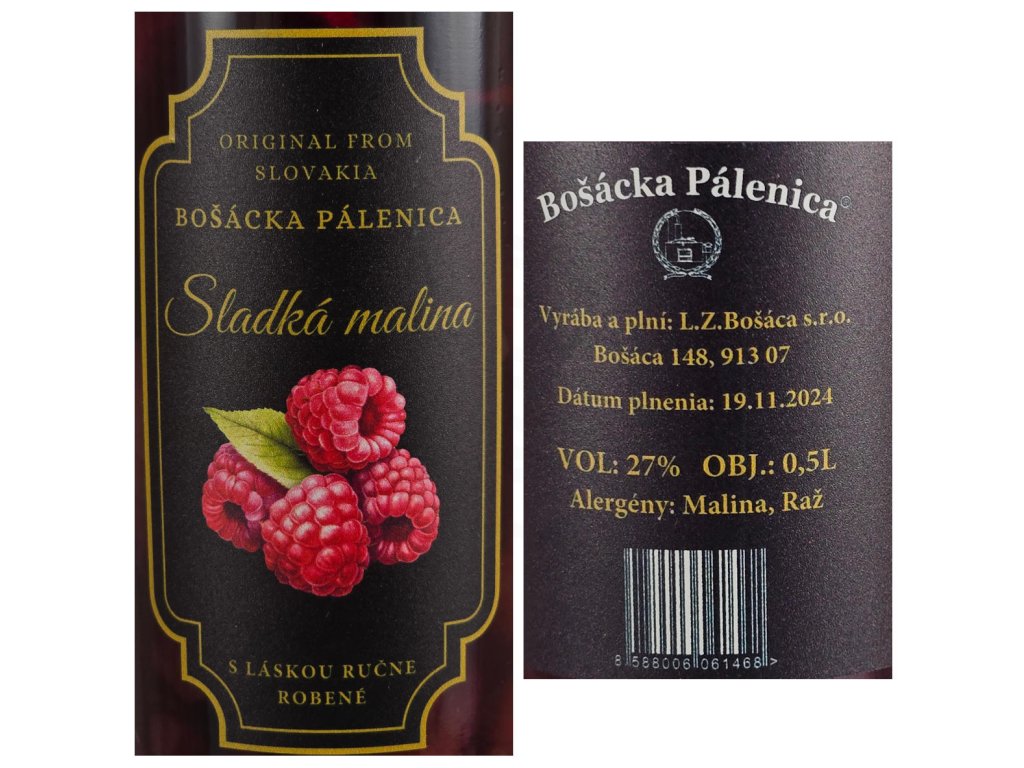 ORIGINAL FROM
SLOVAKIA
BOŠÁCKA PÁLENICA
Sladká malina
S LÁSKOU RUČNE
ROBENÉ
Bošácka Pálenica®
Vyrába a plní: L.Z.Bošáca s.r.o.
Bošáca 148, 913 07
Dátum plnenia: 19.11.2024
VOL: 27% OBJ.: 0,5L
Alergény: Malina, Raž
8 588006 061468 >